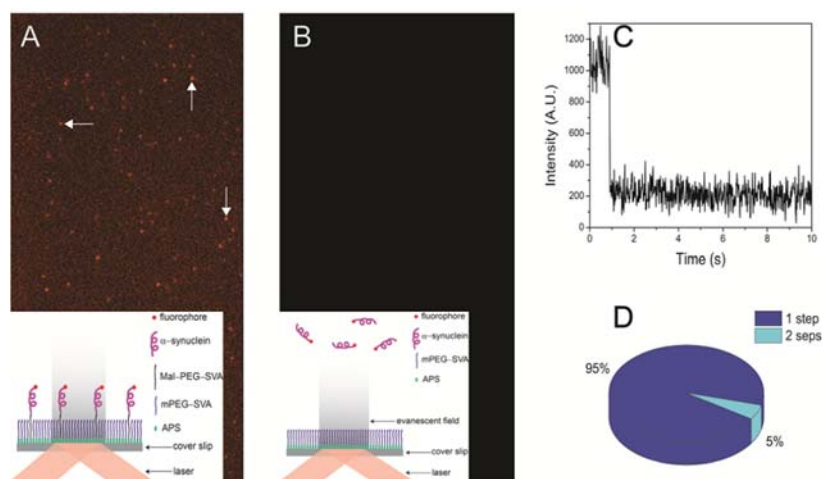 A
fluorophore
α-synuclein
Mal-PEG-SVA
mPEG-SVA
APS
cover slip
laser
B
fluorophore
α-synuclein
mPEG-SVA
APS
evanescent field
cover slip
laser
C
Intensity (A.U.)
1200
1000
800
600
400
200
0
0 2 4 6 8 10
Time (s)
D
1 step
2 seps
95%
5%